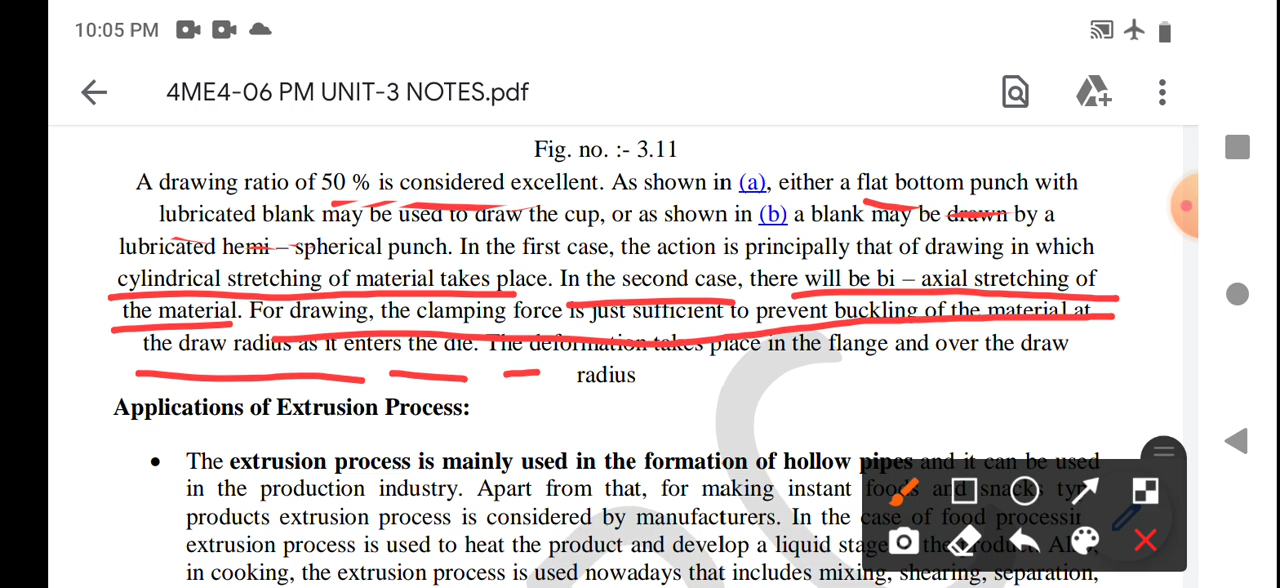 10:05 PM
4ME4-06 PM UNIT-3 NOTES.pdf
Fig. no. :- 3.11
A drawing ratio of 50 % is considered excellent. As shown in (a), either a flat bottom punch with
lubricated blank may be used to draw the cup, or as shown in (b) a blank may be drawn by a
lubricated hemi – spherical punch. In the first case, the action is principally that of drawing in which
cylindrical stretching of material takes place. In the second case, there will be bi – axial stretching of
the material. For drawing, the clamping force is just sufficient to prevent buckling of the material at
the draw radius as it enters the die. The deformation takes place in the flange and over the draw
radius
Applications of Extrusion Process:
• The extrusion process is mainly used in the formation of hollow pipes and it can be used
in the production industry. Apart from that, for making instant foods and snacks
products extrusion process is considered by manufacturers. In the case of food
extrusion process is used to heat the product and develop a liquid stage
in cooking, the extrusion process is used nowadays that includes mixing, shearing, separation,